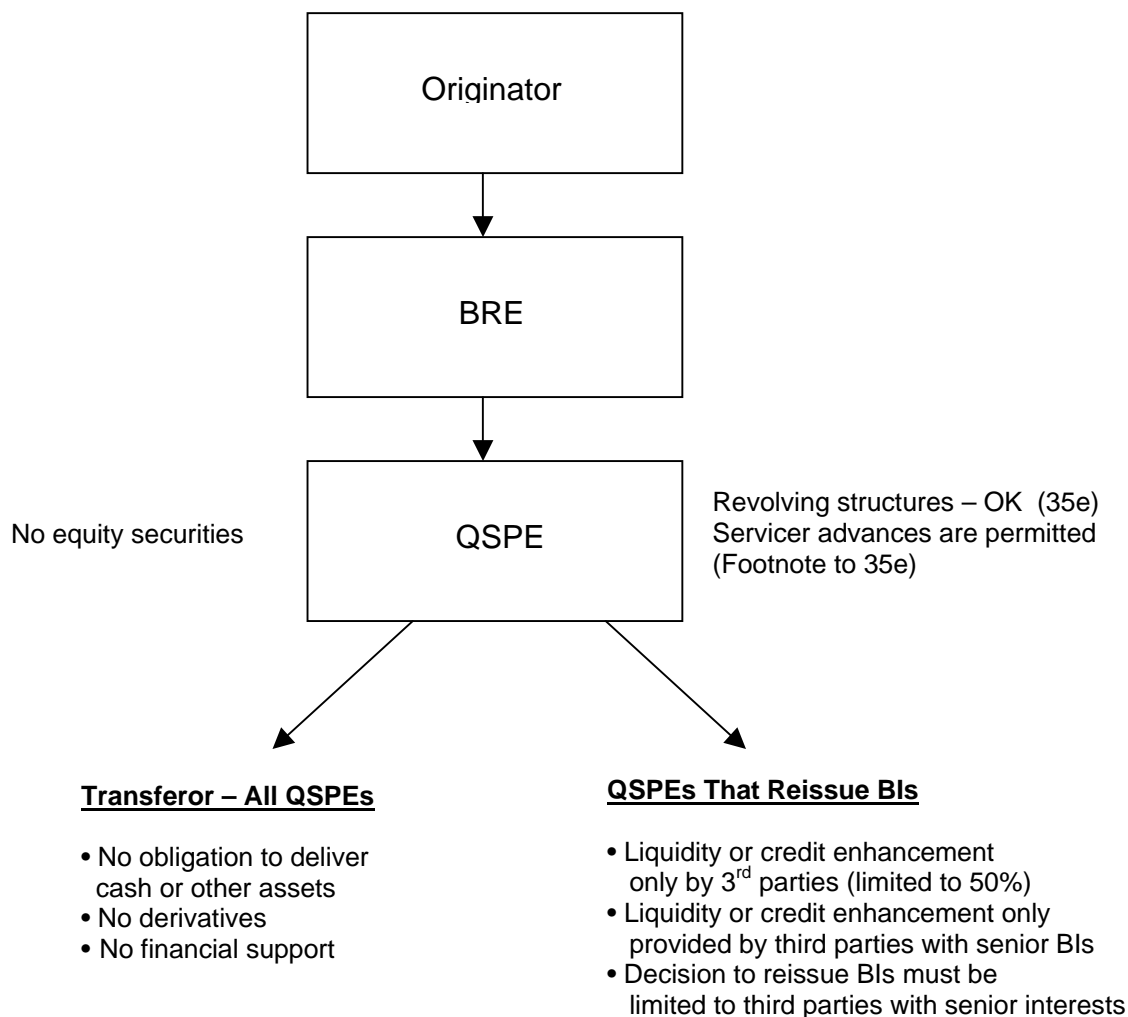 Originator
BRE
No equity securities
QSPE
Revolving structures – OK (35e)
Servicer advances are permitted
(Footnote to 35e)
Transferor – All QSPEs
• No obligation to deliver
cash or other assets
• No derivatives
• No financial support
QSPEs That Reissue BIs
• Liquidity or credit enhancement
only by 3rd parties (limited to 50%)
• Liquidity or credit enhancement only
provided by third parties with senior BIs
• Decision to reissue BIs must be
limited to third parties with senior interests